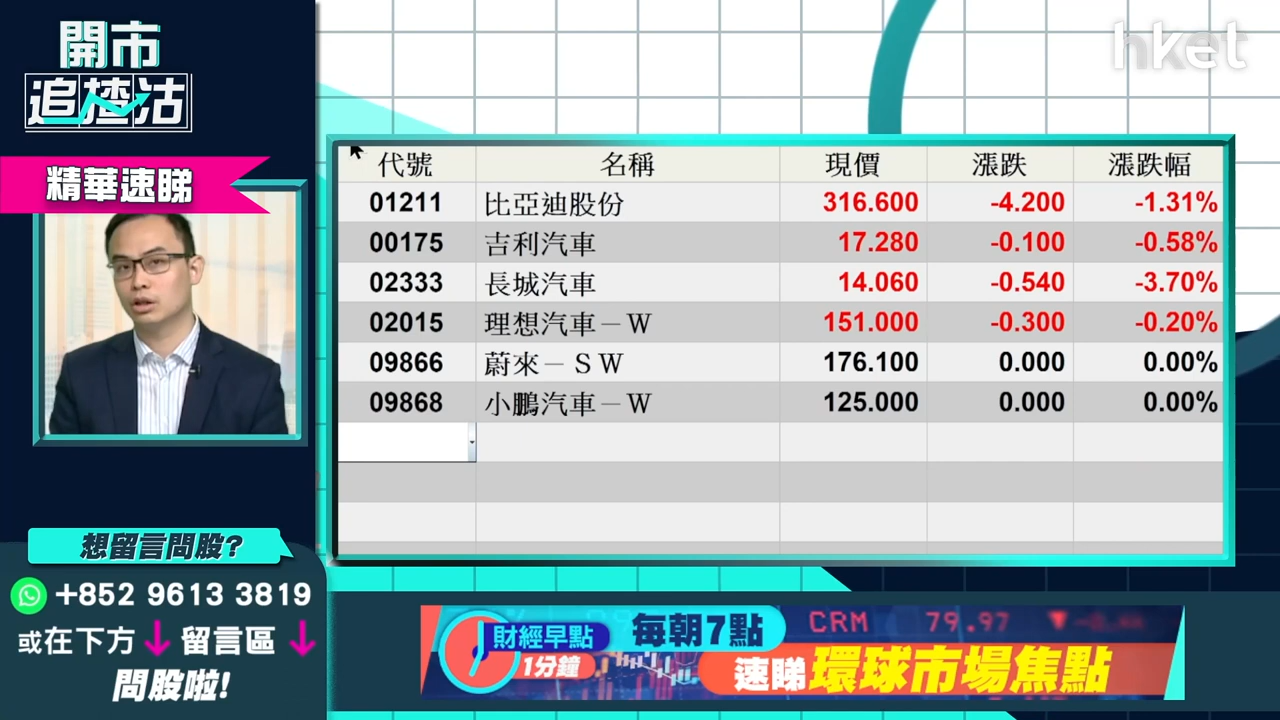 開市
追揸沽
hket
精華速睇
代號 名稱 現價 漲跌 漲跌幅
01211 比亞迪股份 316.600 -4.200 -1.31%
00175 吉利汽車 17.280 -0.100 -0.58%
02333 長城汽車 14.060 -0.540 -3.70%
02015 理想汽車－W 151.000 -0.300 -0.20%
09866 蔚來－ＳＷ 176.100 0.000 0.00%
09868 小鵬汽車－W 125.000 0.000 0.00%
想留言問股?
+852 9613 3819
或在下方 留言區
問股啦!
財經早點
1分鐘
每朝7點
速睇環球市場焦點
CRM 79.97